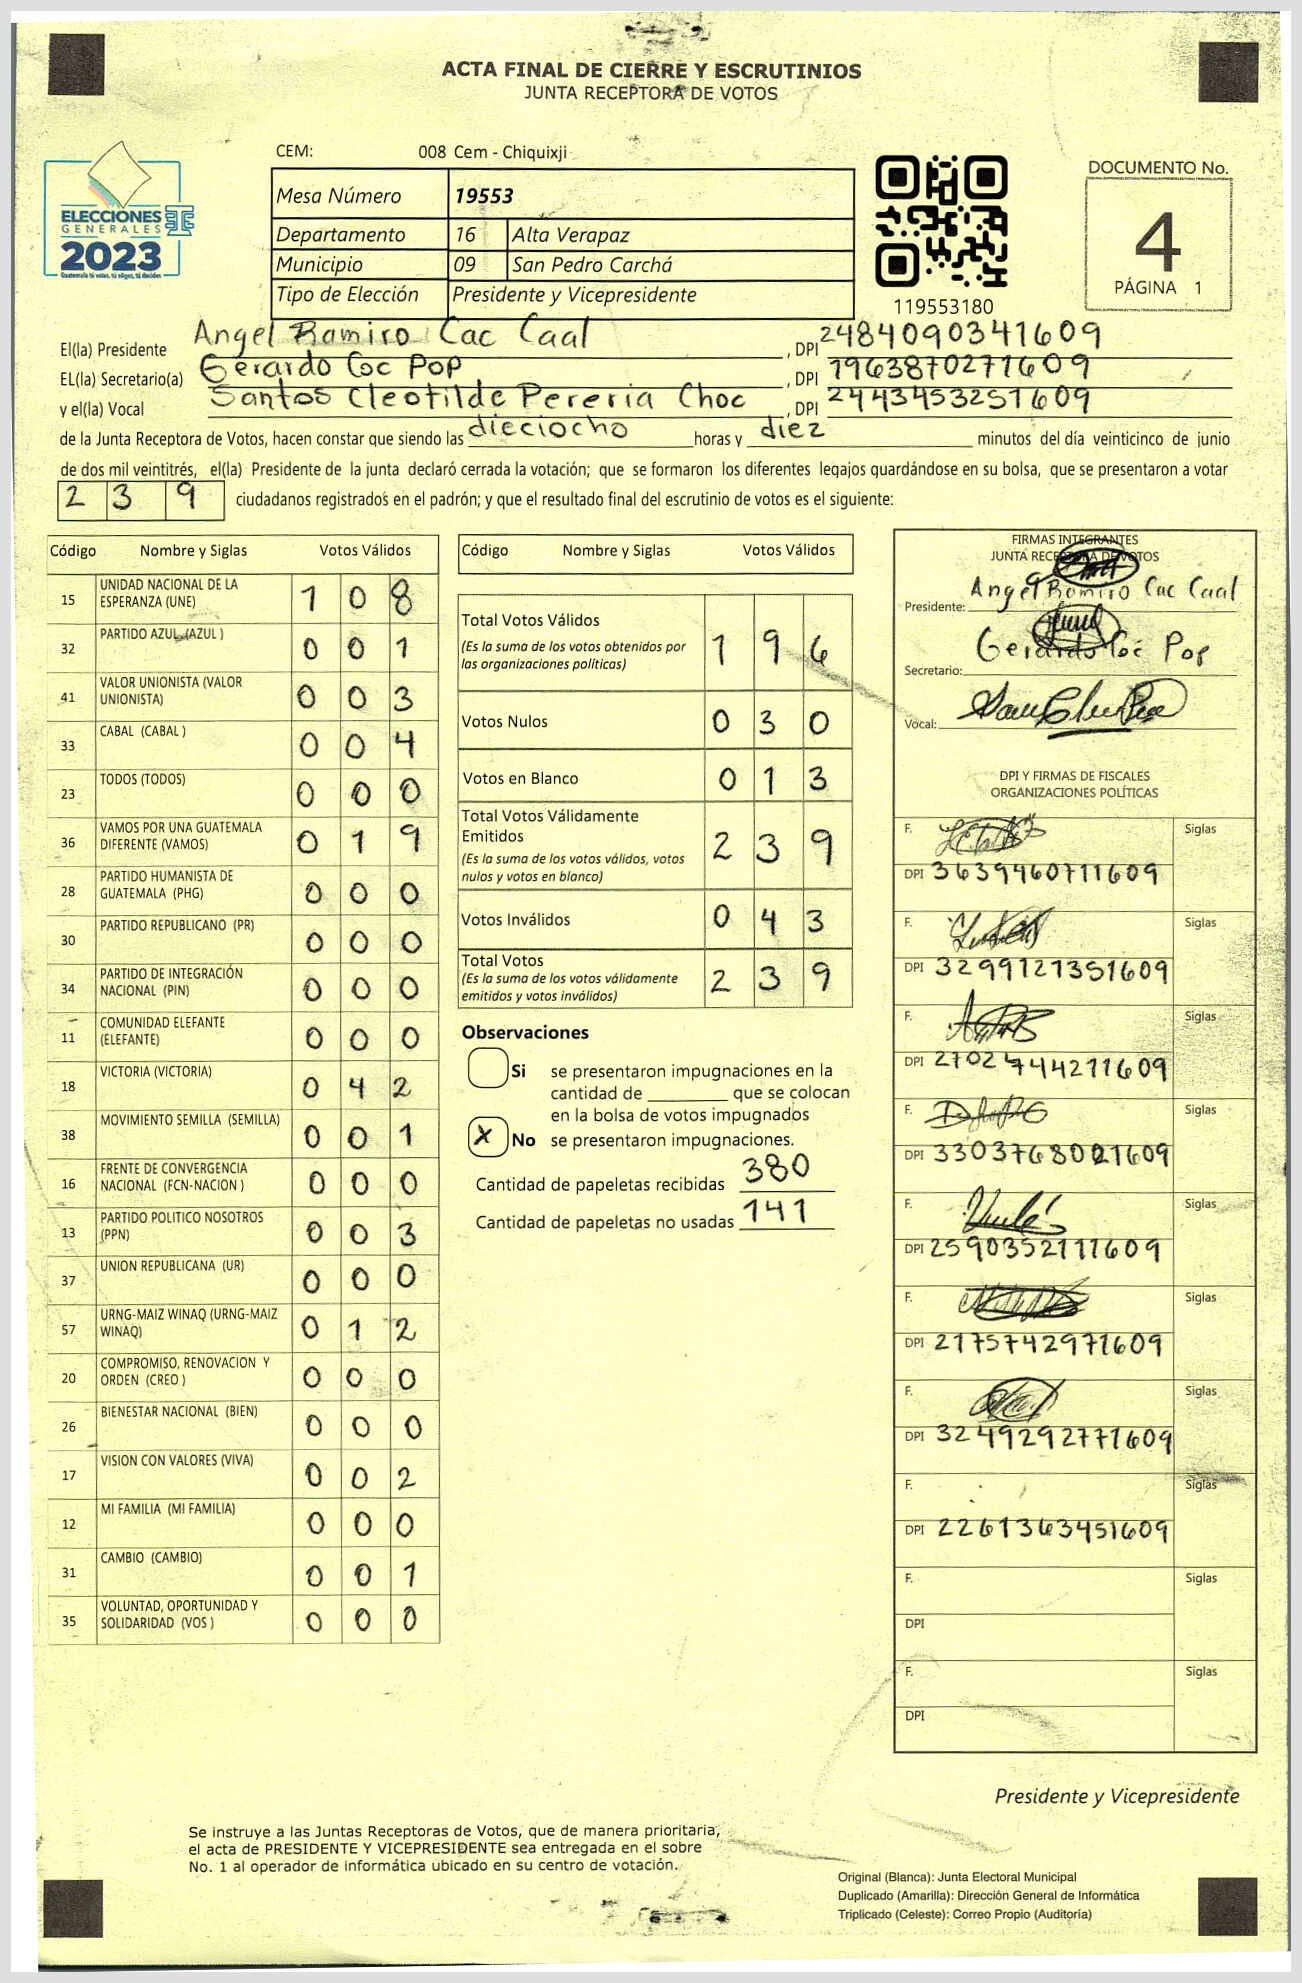 ACTA FINAL DE CIERRE Y ESCRUTINIOS
JUNTA RECEPTORA DE VOTOS
ELECCIONES
GENERALES
2023
Guatemala tú votas, tú eliges, tú decides
CEM: 008 Cem - Chiquixji
Mesa Número 19553
Departamento 16 Alta Verapaz
Municipio 09 San Pedro Carchá
Tipo de Elección Presidente y Vicepresidente
119553180
DOCUMENTO No.
4
PÁGINA 1
El(la) Presidente Angel Ramiro Cac Caal, DPI 2484090341609
EL(la) Secretario(a) Gerardo Coc Pop, DPI 1963870271609
y el(la) Vocal Santos Cleotilde Pereria Choc, DPI 2443453251609
de la Junta Receptora de Votos, hacen constar que siendo las dieciocho horas y diez minutos del día veinticinco de junio
de dos mil veintitrés, el(la) Presidente de la junta declaró cerrada la votación; que se formaron los diferentes legajos guardándose en su bolsa, que se presentaron a votar
2 3 9 ciudadanos registrados en el padrón; y que el resultado final del escrutinio de votos es el siguiente:
Código Nombre y Siglas Votos Válidos
15 UNIDAD NACIONAL DE LA ESPERANZA (UNE) 1 0 8
32 PARTIDO AZUL (AZUL ) 0 0 1
41 VALOR UNIONISTA (VALOR UNIONISTA) 0 0 3
33 CABAL (CABAL ) 0 0 4
23 TODOS (TODOS) 0 0 0
36 VAMOS POR UNA GUATEMALA DIFERENTE (VAMOS) 0 1 9
28 PARTIDO HUMANISTA DE GUATEMALA (PHG) 0 0 0
30 PARTIDO REPUBLICANO (PR) 0 0 0
34 PARTIDO DE INTEGRACIÓN NACIONAL (PIN) 0 0 0
11 COMUNIDAD ELEFANTE (ELEFANTE) 0 0 0
18 VICTORIA (VICTORIA) 0 4 2
38 MOVIMIENTO SEMILLA (SEMILLA) 0 0 1
16 FRENTE DE CONVERGENCIA NACIONAL (FCN-NACION ) 0 0 0
13 PARTIDO POLITICO NOSOTROS (PPN) 0 0 3
37 UNION REPUBLICANA (UR) 0 0 0
57 URNG-MAIZ WINAQ (URNG-MAIZ WINAQ) 0 1 2
20 COMPROMISO, RENOVACION Y ORDEN (CREO ) 0 0 0
26 BIENESTAR NACIONAL (BIEN) 0 0 0
17 VISION CON VALORES (VIVA) 0 0 2
12 MI FAMILIA (MI FAMILIA) 0 0 0
31 CAMBIO (CAMBIO) 0 0 1
35 VOLUNTAD, OPORTUNIDAD Y SOLIDARIDAD (VOS ) 0 0 0
Código Nombre y Siglas Votos Válidos
Total Votos Válidos
(Es la suma de los votos obtenidos por
las organizaciones políticas) 1 9 6
Votos Nulos 0 3 0
Votos en Blanco 0 1 3
Total Votos Válidamente
Emitidos
(Es la suma de los votos válidos, votos
nulos y votos en blanco) 2 3 9
Votos Inválidos 0 4 3
Total Votos
(Es la suma de los votos válidamente
emitidos y votos inválidos) 2 3 9
Observaciones
Si se presentaron impugnaciones en la
cantidad de ________ que se colocan
en la bolsa de votos impugnados
X No se presentaron impugnaciones.
Cantidad de papeletas recibidas 380
Cantidad de papeletas no usadas 141
FIRMAS INTEGRANTES
JUNTA RECEPTORA DE VOTOS
Presidente: Angel Ramiro Cac Caal
Secretario: Gerardo Coc Pop
Vocal:
DPI Y FIRMAS DE FISCALES
ORGANIZACIONES POLÍTICAS
F. Siglas
DPI 3639460711609
F. Siglas
DPI 3299127351609
F. Siglas
DPI 2702744271609
F. Siglas
DPI 3303768021609
F. Siglas
DPI 2590352111609
F. Siglas
DPI 2175742971609
F. Siglas
DPI 3249292771609
F. Siglas
DPI 2261363451609
F. Siglas
DPI
F. Siglas
DPI
Presidente y Vicepresidente
Se instruye a las Juntas Receptoras de Votos, que de manera prioritaria,
el acta de PRESIDENTE Y VICEPRESIDENTE sea entregada en el sobre
No. 1 al operador de informática ubicado en su centro de votación.
Original (Blanca): Junta Electoral Municipal
Duplicado (Amarilla): Dirección General de Informática
Triplicado (Celeste): Correo Propio (Auditoría)